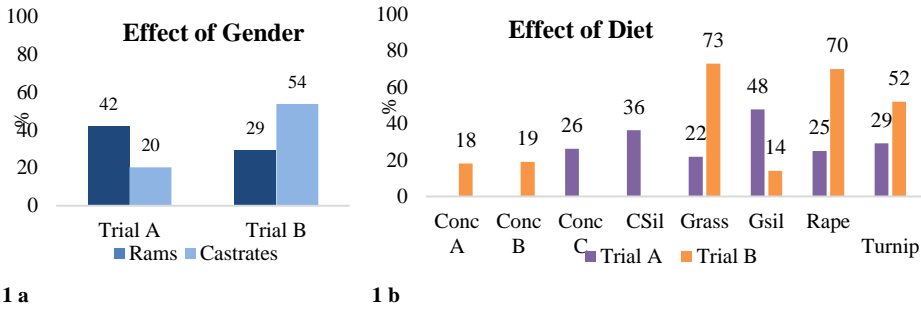 Effect of Gender
100
80
60
40
20
0
%
42
20
29
54
Trial A
Trial B
Rams
Castrates
1 a
Effect of Diet
100
80
60
40
20
0
%
18
19
26
36
22
73
48
14
25
70
29
52
Conc A
Conc B
Conc C
CSil
Grass
Gsil
Rape
Turnip
Trial A
Trial B
1 b